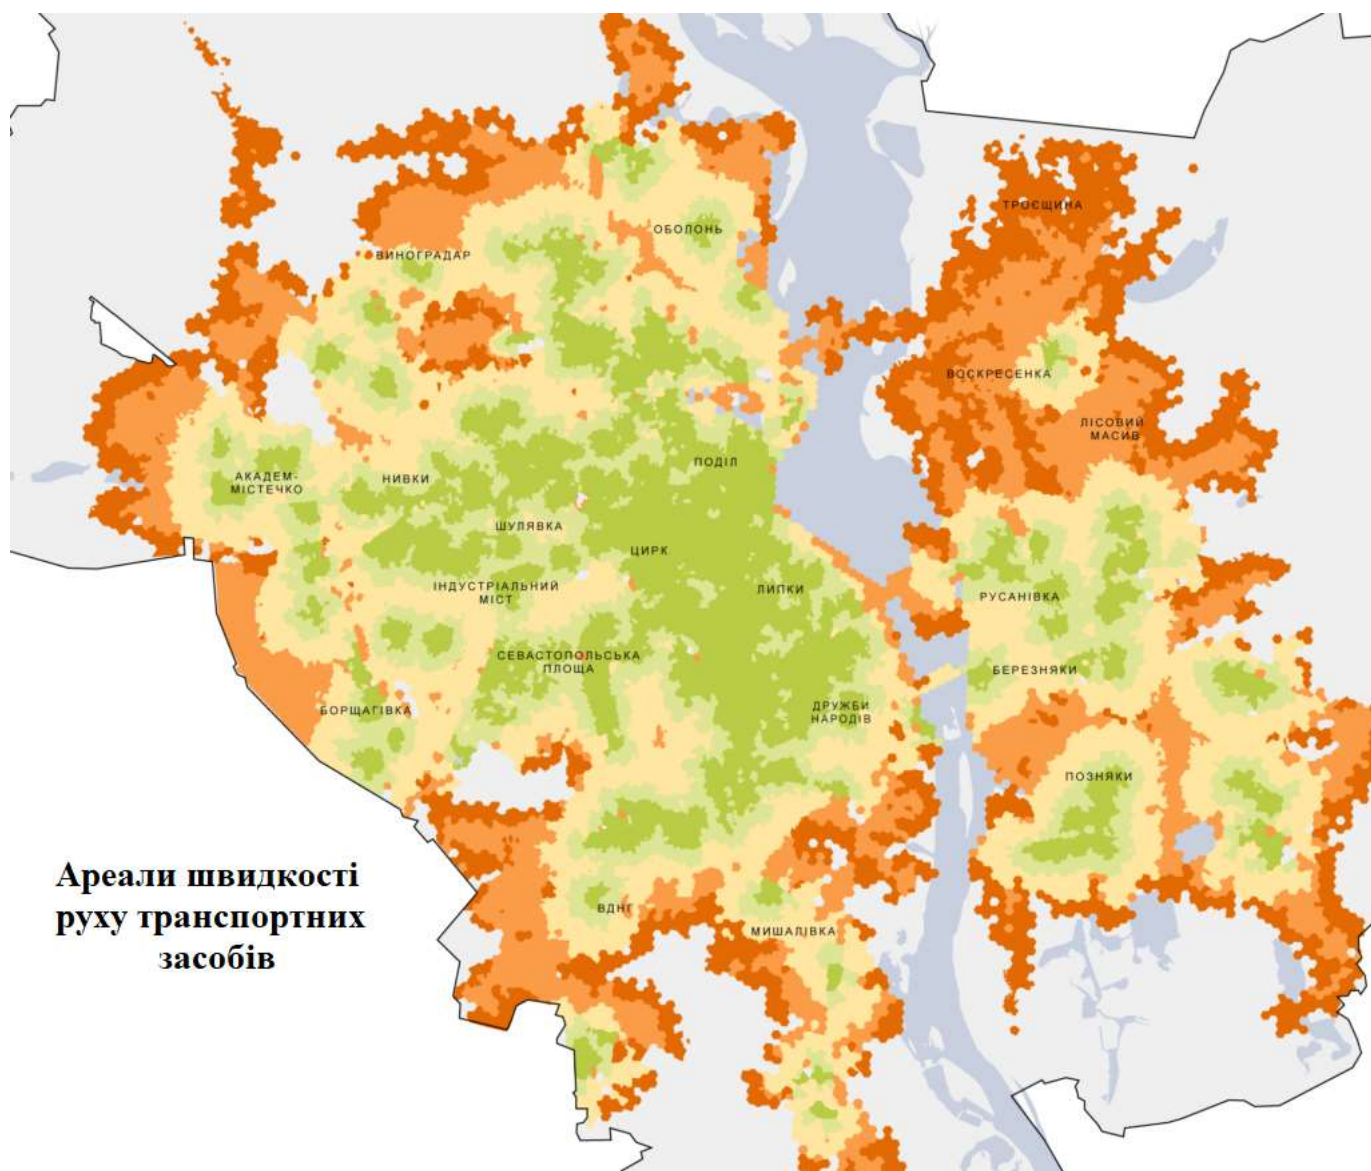 ТРОЄЩИНА
ОБОЛОНЬ
ВИНОГРАДАР
ВОСКРЕСЕНКА
ЛІСОВИЙ
МАСИВ
ПОДІЛ
АКАДЕМ-
МІСТЕЧКО
НИВКИ
ШУЛЯВКА
ЦИРК
ІНДУСТРІАЛЬНИЙ
МІСТ
ЛИПКИ
РУСАНІВКА
СЕВАСТОПОЛЬСЬКА
ПЛОЩА
БЕРЕЗНЯКИ
БОРЩАГІВКА
ДРУЖБИ
НАРОДІВ
ПОЗНЯКИ
Ареали швидкості
руху транспортних
засобів
ВДНГ
МИШАЛІВКА